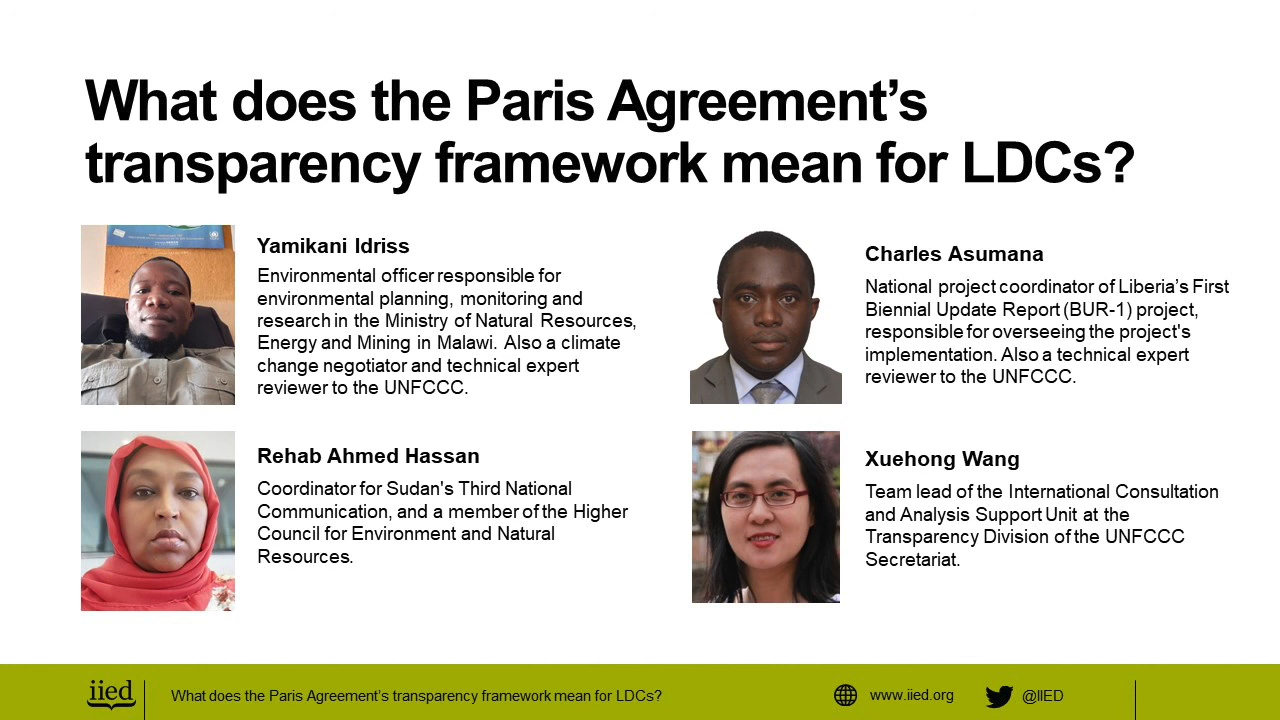 What does the Paris Agreement’s
transparency framework mean for LDCs?
Yamikani Idriss
Environmental officer responsible for
environmental planning, monitoring and
research in the Ministry of Natural Resources,
Energy and Mining in Malawi. Also a climate
change negotiator and technical expert
reviewer to the UNFCCC.
Charles Asumana
National project coordinator of Liberia’s First
Biennial Update Report (BUR-1) project,
responsible for overseeing the project's
implementation. Also a technical expert
reviewer to the UNFCCC.
Rehab Ahmed Hassan
Coordinator for Sudan's Third National
Communication, and a member of the Higher
Council for Environment and Natural
Resources.
Xuehong Wang
Team lead of the International Consultation
and Analysis Support Unit at the
Transparency Division of the UNFCCC
Secretariat.
iied
What does the Paris Agreement’s transparency framework mean for LDCs?
www.iied.org
@IIED